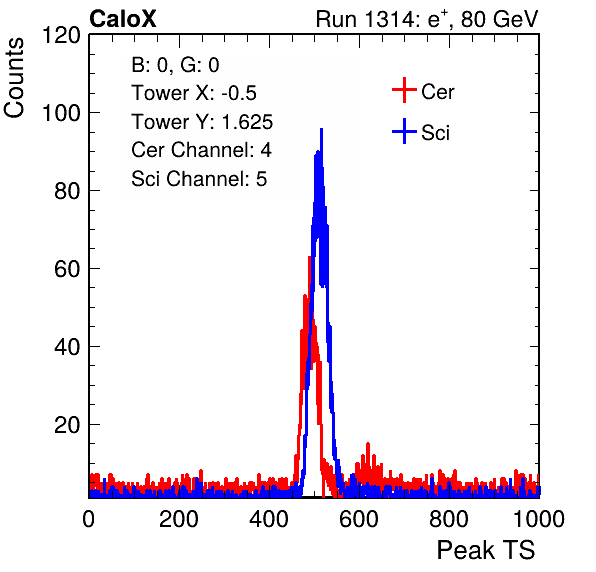 CaloX Run 1314: e⁺, 80 GeV
Counts
120
100
80
60
40
20
B: 0, G: 0
Tower X: -0.5
Tower Y: 1.625
Cer Channel: 4
Sci Channel: 5
Cer
Sci
0 200 400 600 800 1000
Peak TS